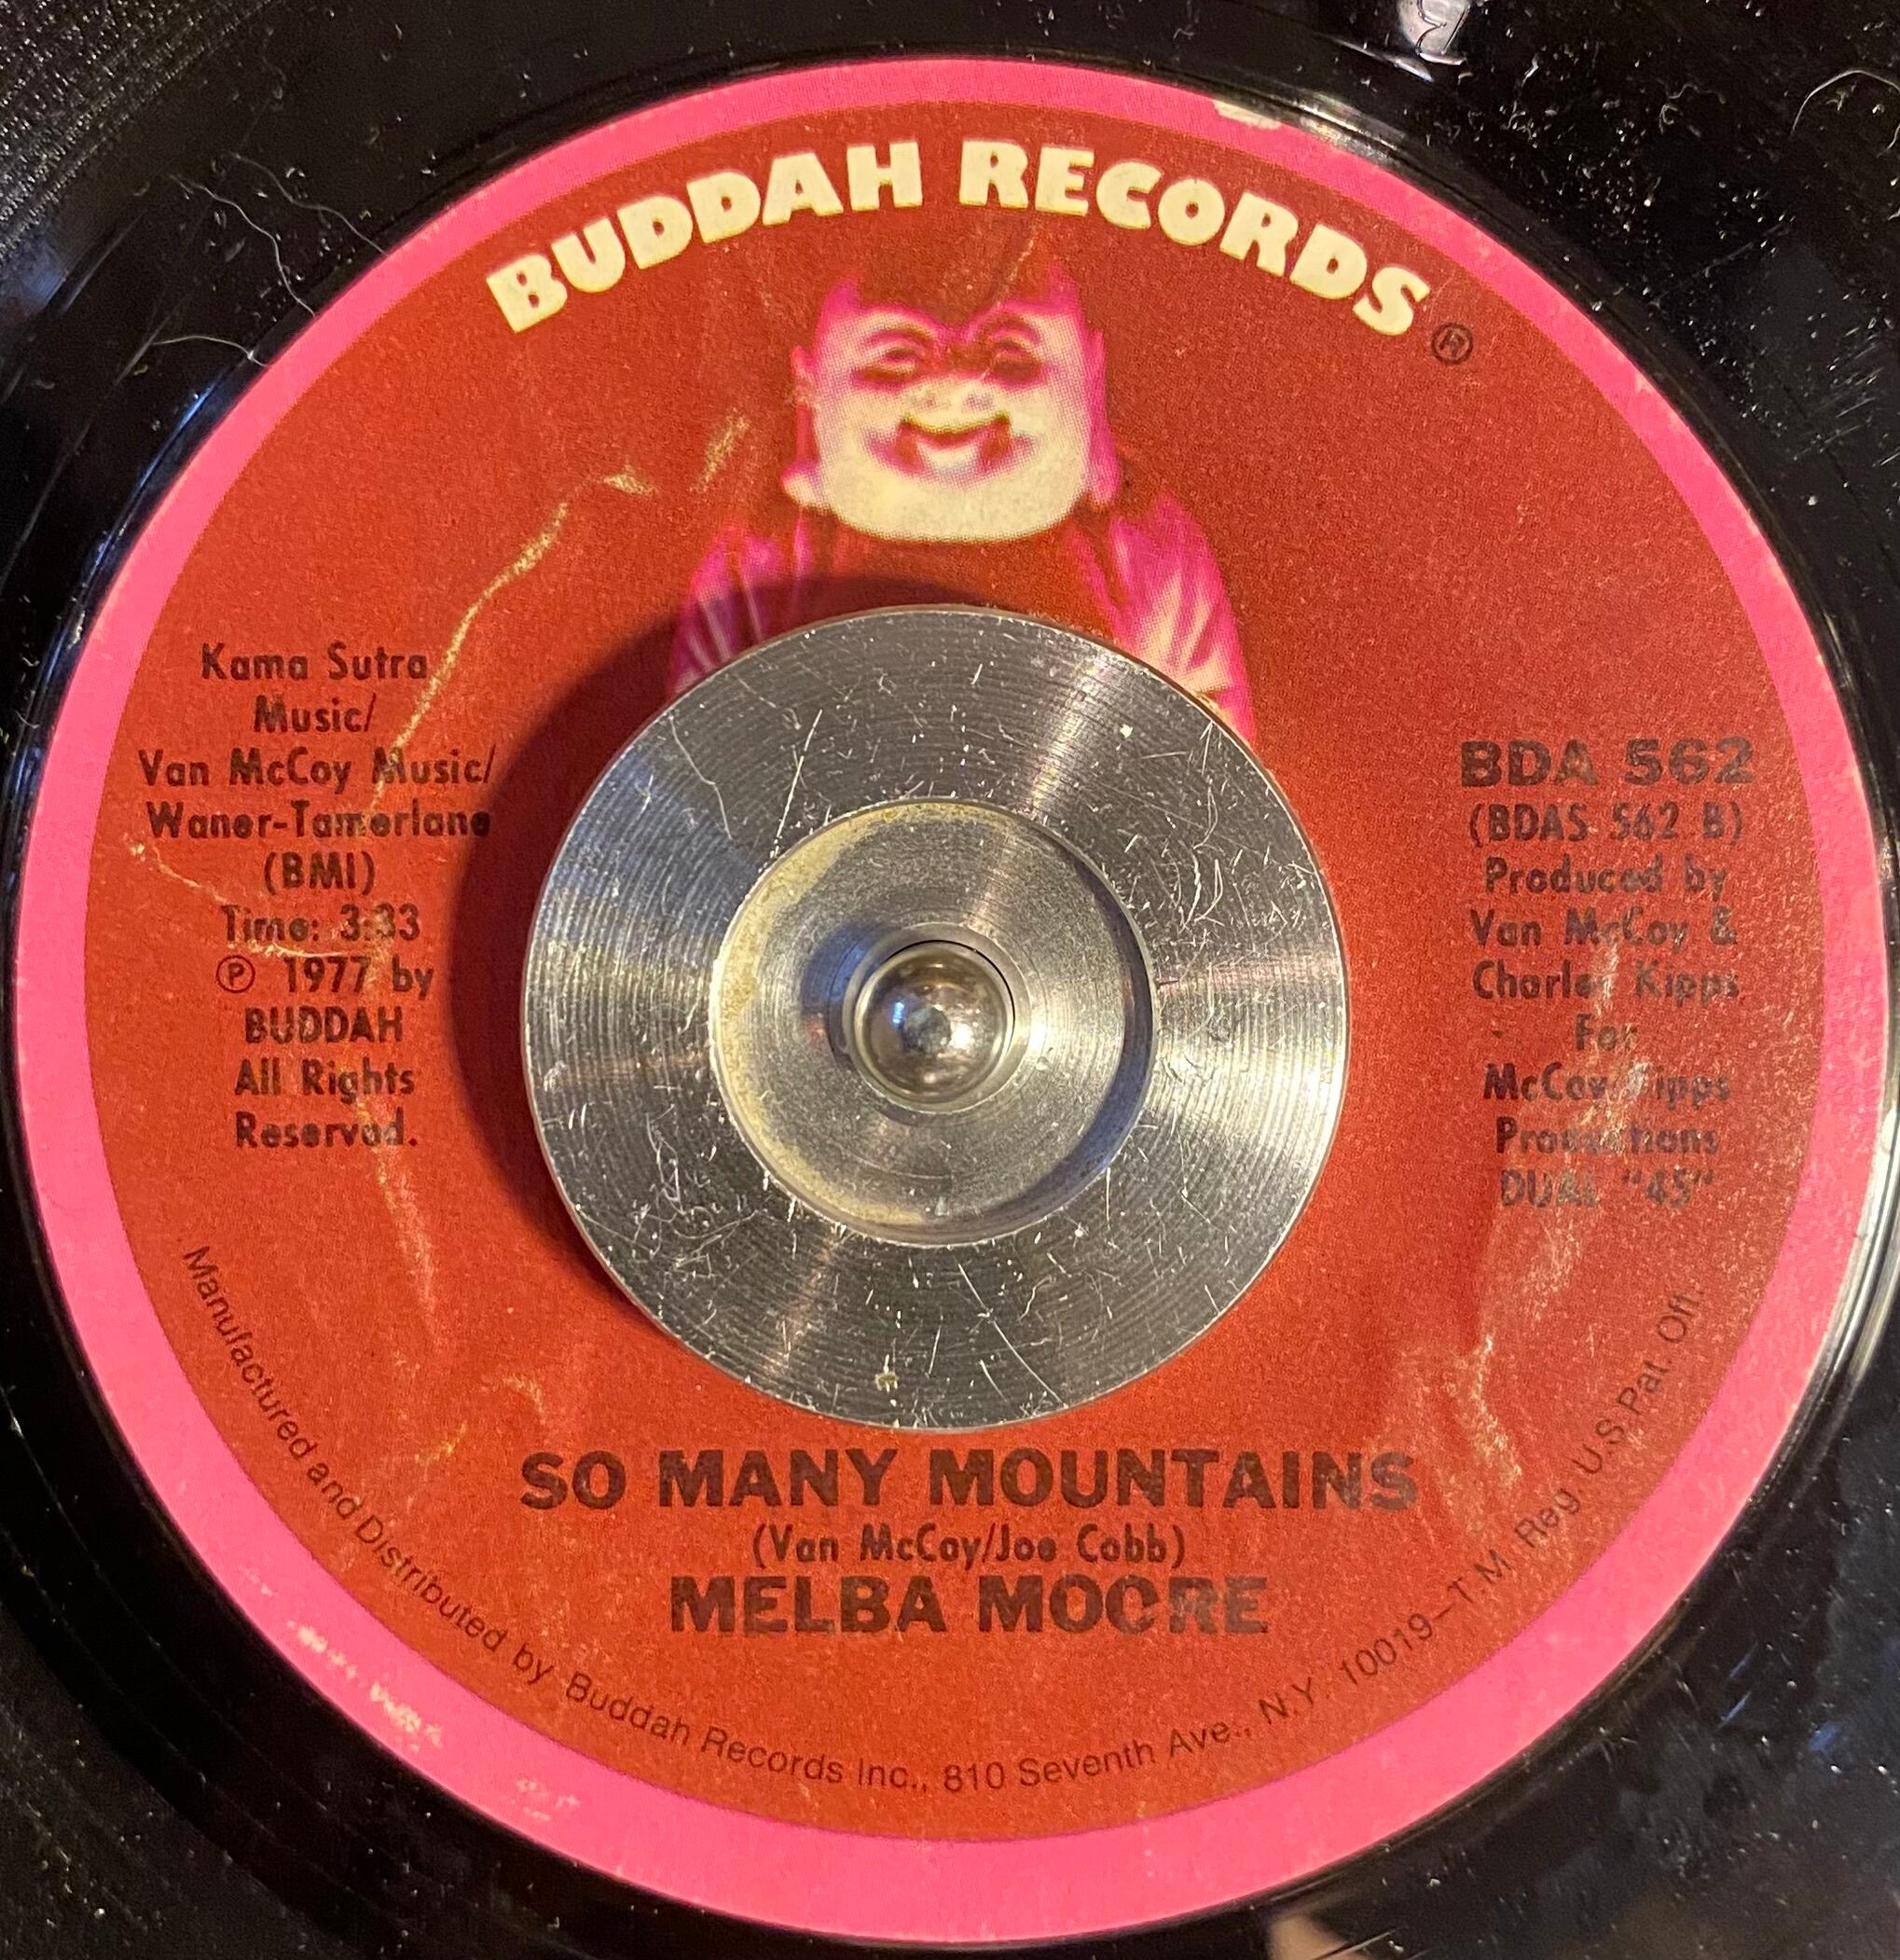 BUDDAH RECORDS®
Kama Sutra
Music/
Van McCoy Music/
Waner-Tamerlane
(BMI)
Time: 3:33
℗ 1977 by
BUDDAH
All Rights
Reserved.
BDA 562
(BDAS 562 B)
Produced by
Van McCoy &
Charles Kipps
For
McCoy Kipps
Productions
DUAL "45"
SO MANY MOUNTAINS
(Van McCoy/Joe Cobb)
MELBA MOORE
Manufactured and Distributed by Buddah Records Inc., 810 Seventh Ave., N.Y. 10019–T.M. Reg. U.S. Pat. Off.